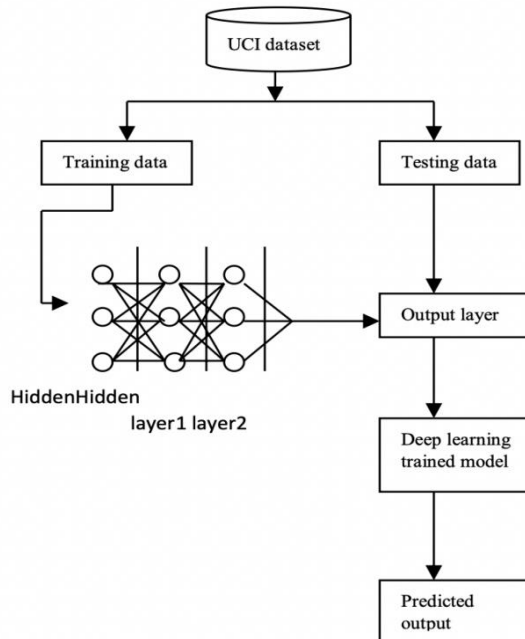 UCI dataset
Training data
Testing data
Output layer
HiddenHidden
layer1 layer2
Deep learning
trained model
Predicted
output